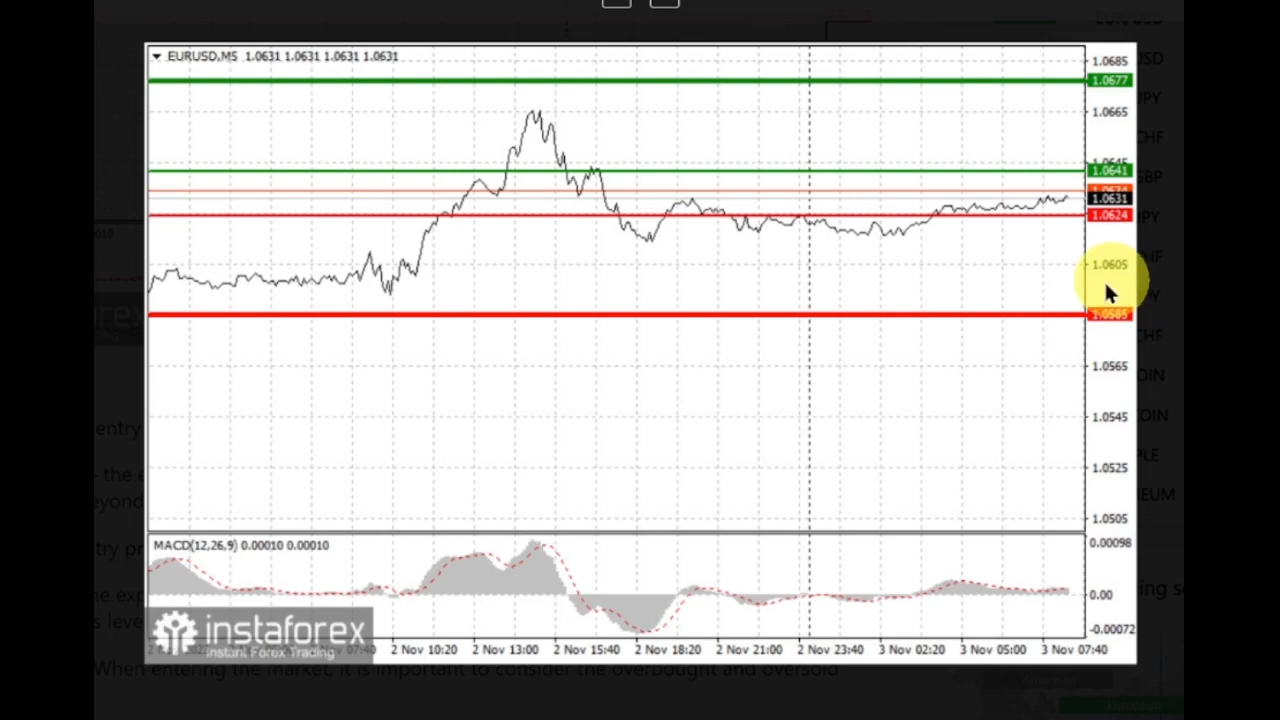 EURUSD,M5 1.0631 1.0631 1.0631 1.0631
1.0685
1.0677
1.0665
1.0645
1.0641
1.0631
1.0624
1.0605
1.0585
1.0565
1.0545
1.0525
1.0505
MACD(12,26,9) 0.00010 0.00010
0.00098
0.00
-0.00072
instaforex
Instant Forex Trading
2 Nov 10:20 2 Nov 13:00 2 Nov 15:40 2 Nov 18:20 2 Nov 21:00 2 Nov 23:40 3 Nov 02:20 3 Nov 05:00 3 Nov 07:40
When entering the market, it is important to consider the overbought and oversold